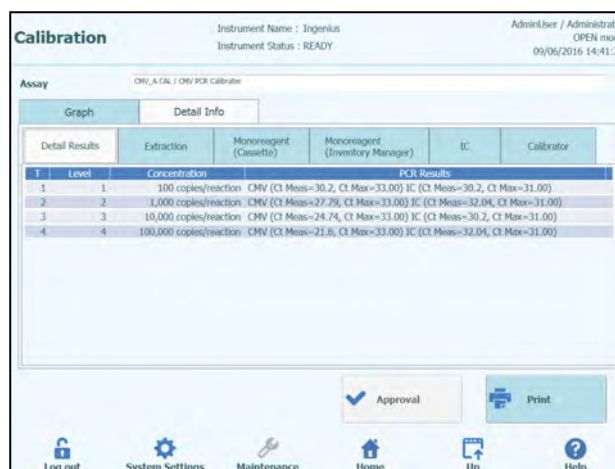 Calibration
Instrument Name : Ingenius
Instrument Status : READY
AdminUser / Administrat
OPEN mo
09/06/2016 14:41:
Assay
CMV_A CAL / CMV PCR Calibrator
Graph
Detail Info
Detail Results
Extraction
Monoreagent (Cassette)
Monoreagent (Inventory Manager)
IC
Calibrator
T Level Concentration PCR Results
1 1 100 copies/reaction CMV (Ct Meas=30.2, Ct Max=33.00) IC (Ct Meas=30.2, Ct Max=31.00)
2 2 1,000 copies/reaction CMV (Ct Meas=27.79, Ct Max=33.00) IC (Ct Meas=32.04, Ct Max=31.00)
3 3 10,000 copies/reaction CMV (Ct Meas=24.74, Ct Max=33.00) IC (Ct Meas=30.2, Ct Max=31.00)
4 4 100,000 copies/reaction CMV (Ct Meas=21.6, Ct Max=33.00) IC (Ct Meas=32.04, Ct Max=31.00)
Approval
Print
Log out
System Settings
Maintenance
Home
Up
Help